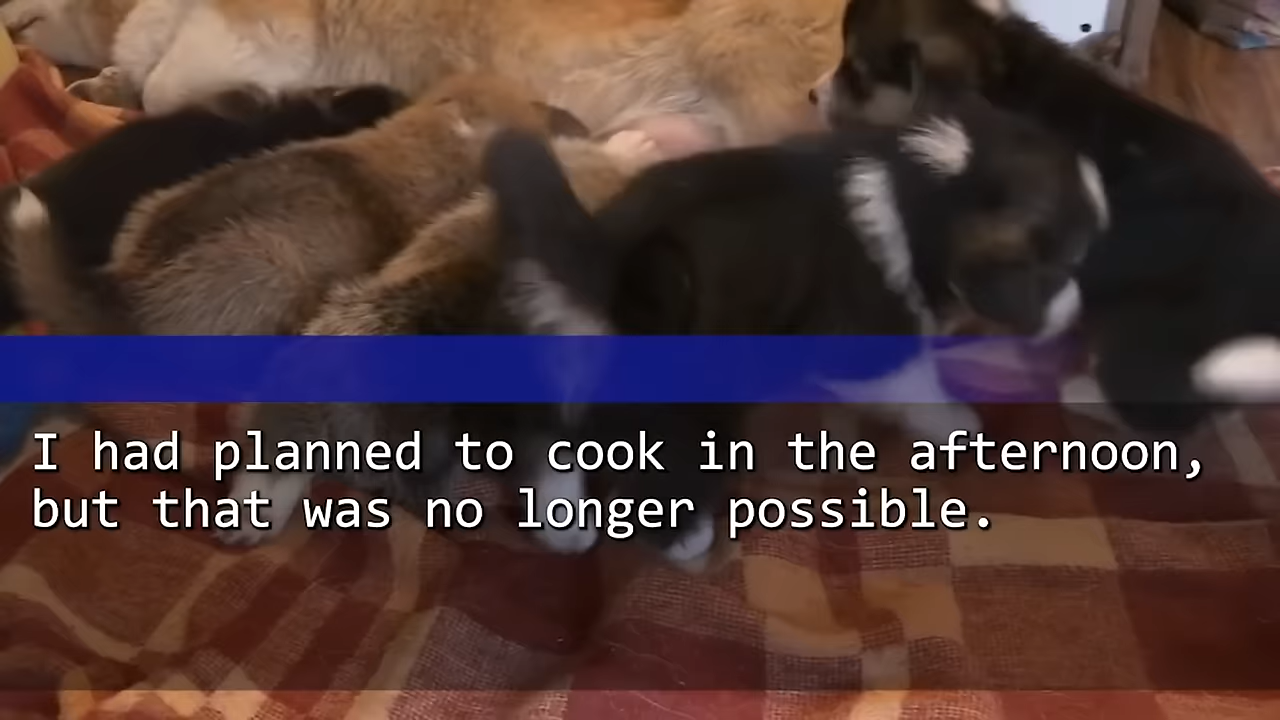 I had planned to cook in the afternoon,
but that was no longer possible.